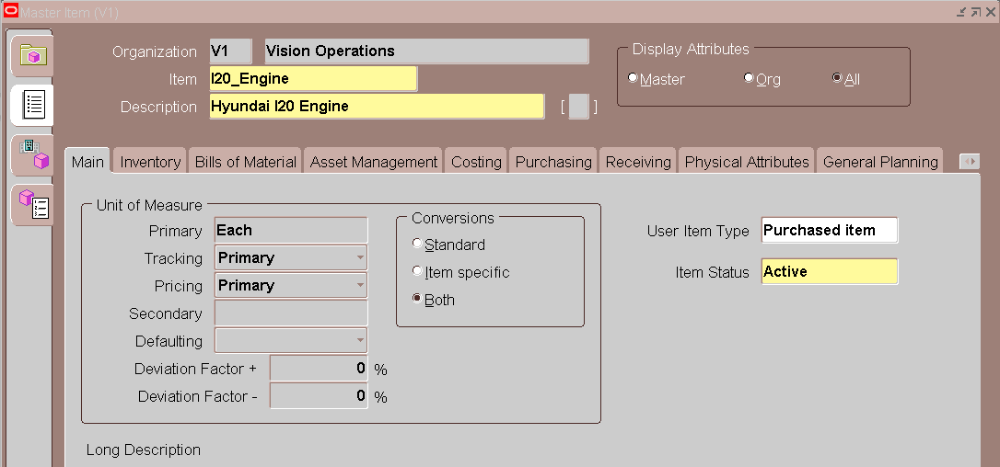 Master Item (V1)
Organization V1 Vision Operations
Item I20_Engine
Description Hyundai I20 Engine [ ]
Display Attributes
Master Org All
Main Inventory Bills of Material Asset Management Costing Purchasing Receiving Physical Attributes General Planning
Unit of Measure
Primary Each
Tracking Primary
Pricing Primary
Secondary
Defaulting
Deviation Factor + 0 %
Deviation Factor - 0 %
Conversions
Standard
Item specific
Both
User Item Type Purchased item
Item Status Active
Long Description